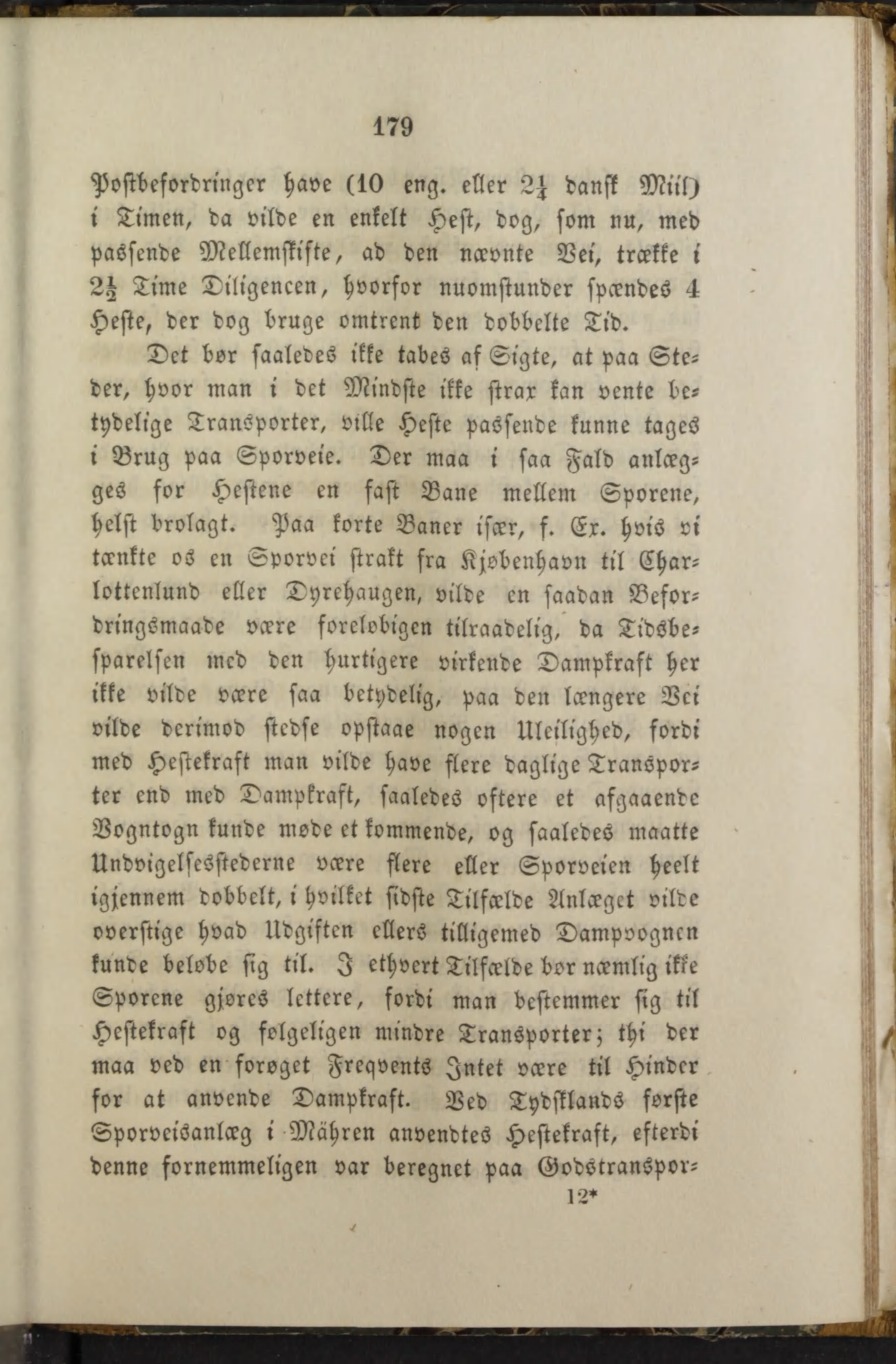 179
Postbefordringer have (10 eng. eller 2¼ dansk Miil)
i Timen, da vilde en enkelt Hest, dog, som nu, med
passende Mellemskifte, ad den nævnte Vei, trække i
2½ Time Diligencen, hvorfor nuomstunder spændes 4
Heste, der dog bruge omtrent den dobbelte Tid.
Det bør saaledes ikke tabes af Sigte, at paa Ste-
der, hvor man i det Mindste ikke strax kan vente be-
tydelige Transporter, ville Heste passende kunne tages
i Brug paa Sporveie. Der maa i saa Fald anlæg-
ges for Hestene en fast Bane mellem Sporene,
helst brolagt. Paa korte Baner især, f. Ex. hvis vi
tænkte os en Sporvei strakt fra Kjøbenhavn til Char-
lottenlund eller Dyrehaugen, vilde en saadan Befor-
dringsmaade være foreløbigen tilraadelig, da Tidsbe-
sparelsen med den hurtigere virkende Dampkraft her
ikke vilde være saa betydelig, paa den længere Vei
vilde derimod stedse opstaae nogen Uleilighed, fordi
med Hestekraft man vilde have flere daglige Transpor-
ter end med Dampkraft, saaledes oftere et afgaaende
Vogntogn kunde møde et kommende, og saaledes maatte
Undvigelsesstederne være flere eller Sporveien heelt
igjennem dobbelt, i hvilket sidste Tilfælde Anlæget vilde
overstige hvad Udgiften ellers tilligemed Dampvognen
kunde beløbe sig til. I ethvert Tilfælde bør næmlig ikke
Sporene gjøres lettere, fordi man bestemmer sig til
Hestekraft og følgeligen mindre Transporter; thi der
maa ved en forøget Freqvents Intet være til Hinder
for at anvende Dampkraft. Ved Tydsklands første
Sporveisanlæg i Mähren anvendtes Hestekraft, efterdi
denne fornemmeligen var beregnet paa Godstranspor-
12*